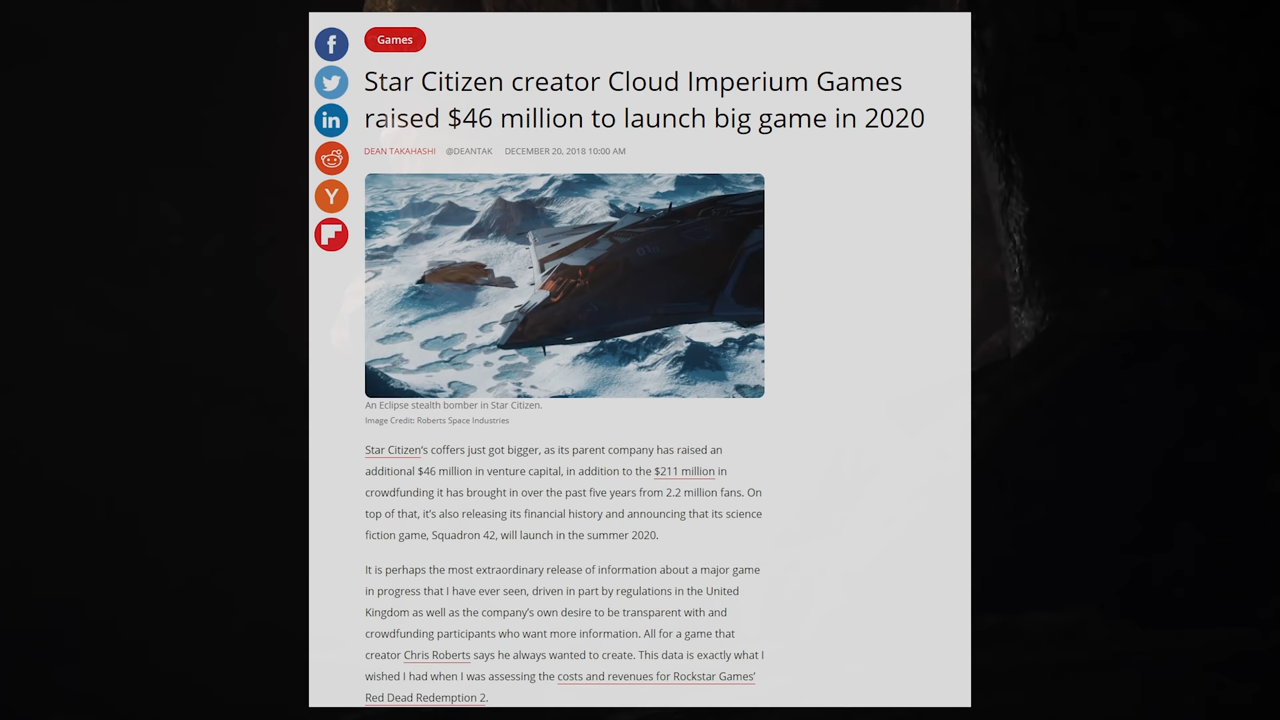 Games
Star Citizen creator Cloud Imperium Games
raised $46 million to launch big game in 2020
DEAN TAKAHASHI @DEANTAK DECEMBER 20, 2018 10:00 AM
An Eclipse stealth bomber in Star Citizen.
Image Credit: Roberts Space Industries
Star Citizen's coffers just got bigger, as its parent company has raised an
additional $46 million in venture capital, in addition to the $211 million in
crowdfunding it has brought in over the past five years from 2.2 million fans. On
top of that, it's also releasing its financial history and announcing that its science
fiction game, Squadron 42, will launch in the summer 2020.
It is perhaps the most extraordinary release of information about a major game
in progress that I have ever seen, driven in part by regulations in the United
Kingdom as well as the company's own desire to be transparent with and
crowdfunding participants who want more information. All for a game that
creator Chris Roberts says he always wanted to create. This data is exactly what I
wished I had when I was assessing the costs and revenues for Rockstar Games'
Red Dead Redemption 2.